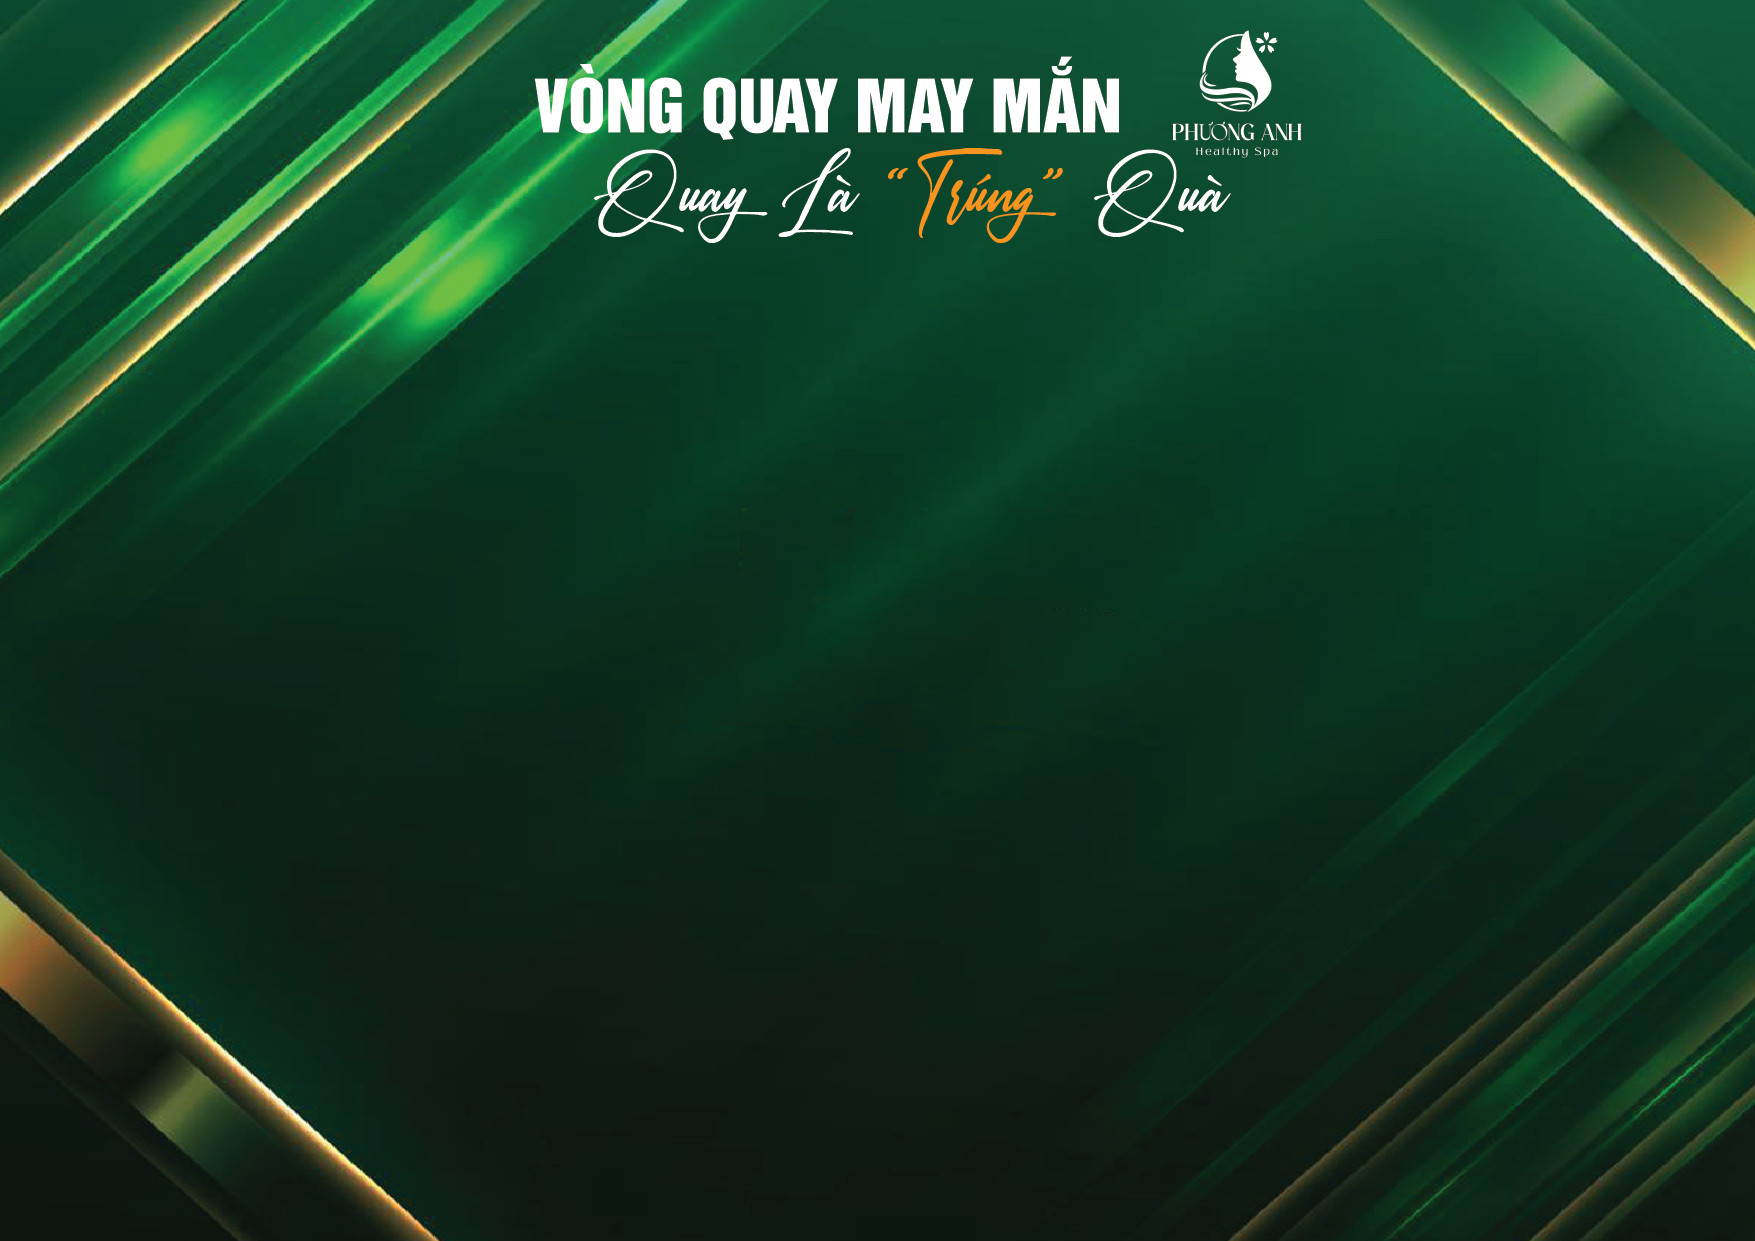 VÒNG QUAY MAY MẮN
PHƯƠNG ANH
Healthy Spa
Quay Là “Trúng” Quà